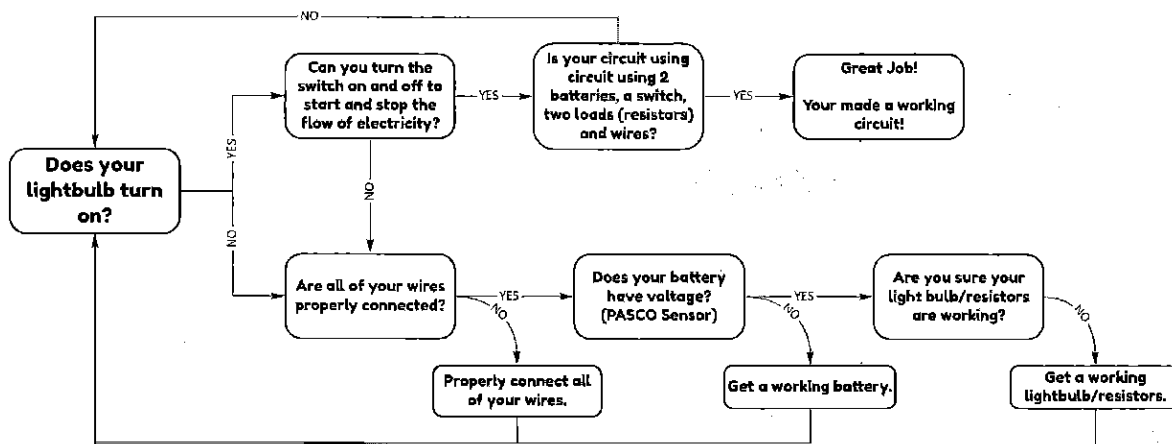 NO
Can you turn the
switch on and off to
start and stop the
flow of electricity?
YES
Is your circuit using
circuit using 2
batteries, a switch,
two loads (resistors)
and wires?
YES
Great Job!
Your made a working
circuit!
YES
Does your
lightbulb turn
on?
NO
NO
Are all of your wires
properly connected?
YES
NO
Does your battery
have voltage?
(PASCO Sensor)
YES
NO
Are you sure your
light bulb/resistors
are working?
NO
Properly connect all
of your wires.
Get a working battery.
Get a working
lightbulb/resistors.